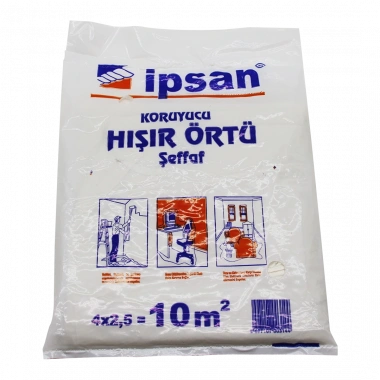 ipsan®
KORUYUCU
HIŞIR ÖRTÜ
Şeffaf
4x2,5 = 10 m²